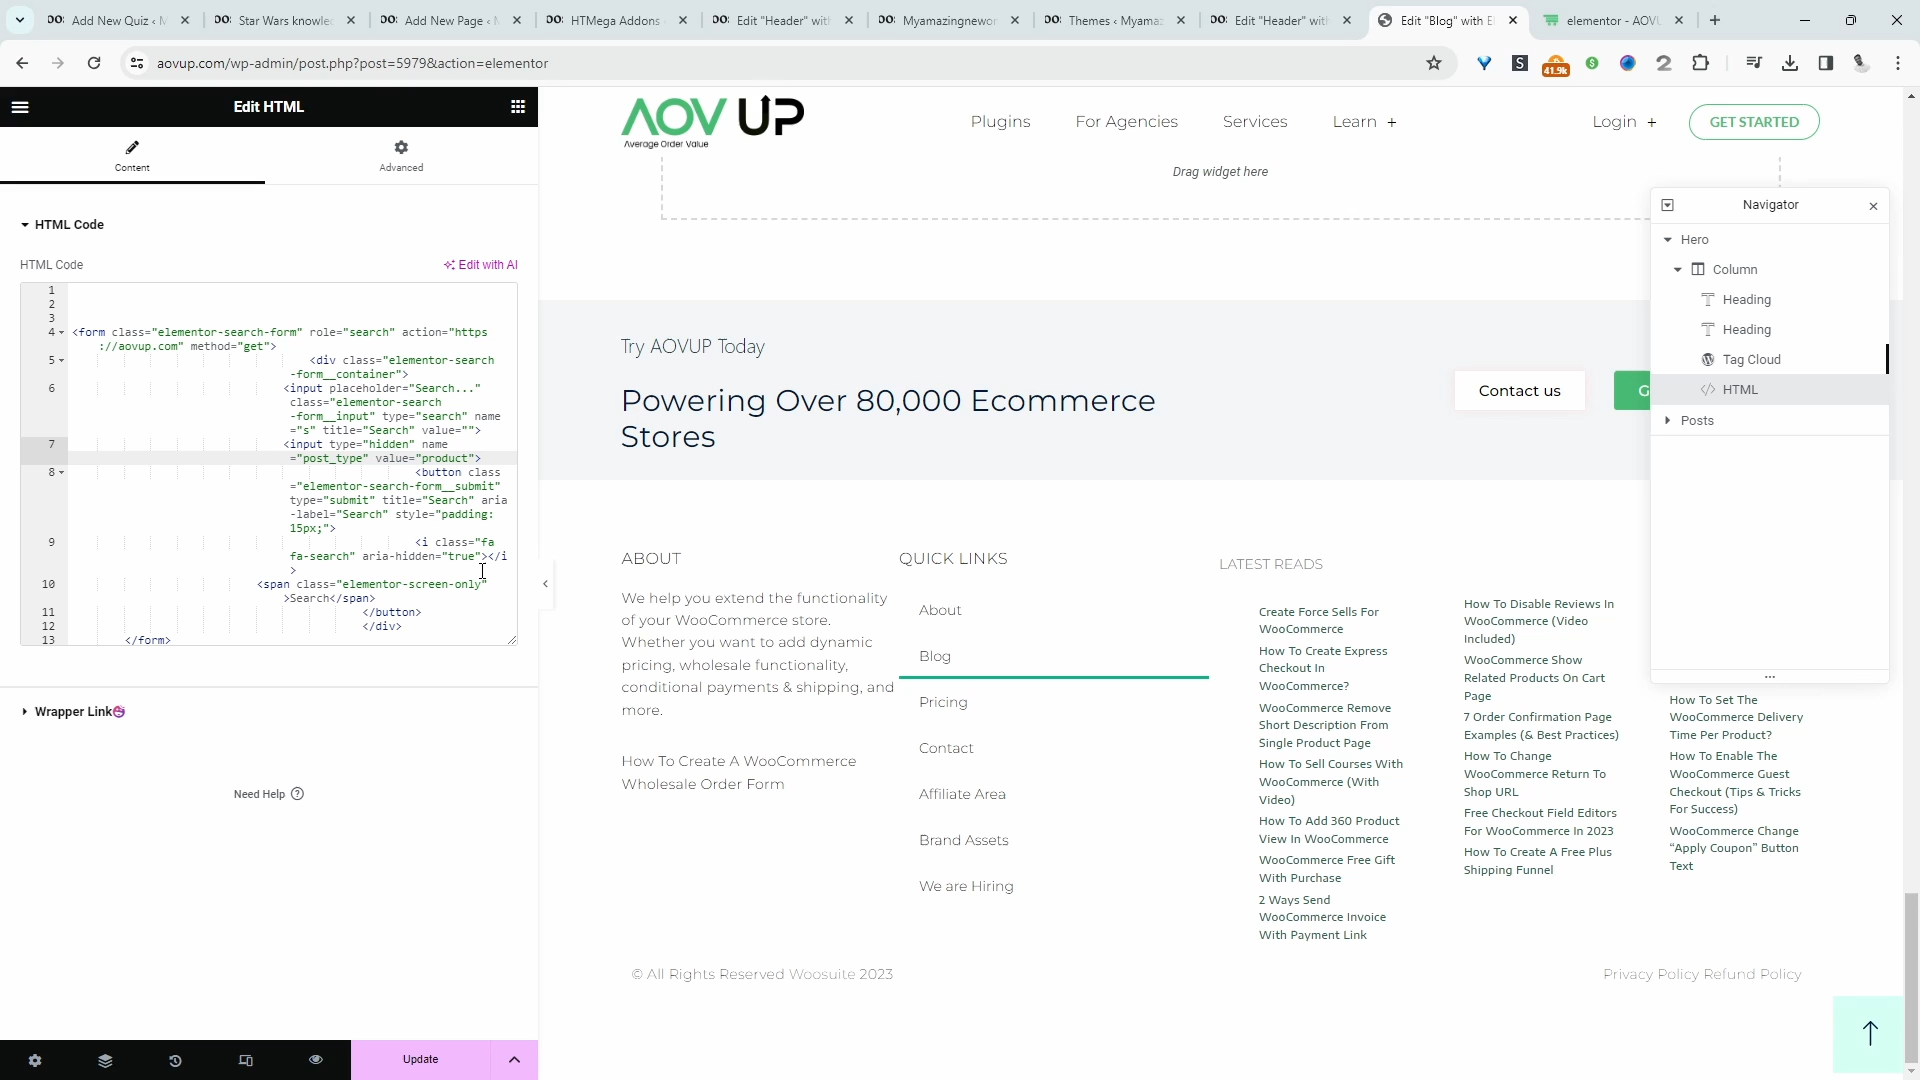 Add New Quiz ‹ M
Star Wars knowle
Add New Page ‹ M
HTMega Addons
Edit "Header" with
Myamazingnewor
Themes ‹ Myama
Edit "Header" with
Edit "Blog" with E
elementor - AOVU
aovup.com/wp-admin/post.php?post=5979&action=elementor
41.9k
Edit HTML
Content
Advanced
HTML Code
HTML Code
Edit with AI
1
2
3
4
<form class="elementor-search-form" role="search" action="https
://aovup.com" method="get">
5
<div class="elementor-search
-form__container">
6
<input placeholder="Search..."
class="elementor-search
-form__input" type="search" name
="s" title="Search" value="">
7
<input type="hidden" name
="post_type" value="product">
8
<button class
="elementor-search-form__submit"
type="submit" title="Search" aria
-label="Search" style="padding:
15px;">
9
<i class="fa
fa-search" aria-hidden="true"></i
>
10
<span class="elementor-screen-only"
>Search</span>
11
</button>
12
</div>
13
</form>
Wrapper Link
Need Help
Update
AOV UP
Average Order Value
Plugins
For Agencies
Services
Learn +
Login +
GET STARTED
Drag widget here
Try AOVUP Today
Powering Over 80,000 Ecommerce
Stores
Contact us
G
Navigator
Hero
Column
Heading
Heading
Tag Cloud
HTML
Posts
ABOUT
We help you extend the functionality
of your WooCommerce store.
Whether you want to add dynamic
pricing, wholesale functionality,
conditional payments & shipping, and
more.
How To Create A WooCommerce
Wholesale Order Form
QUICK LINKS
About
Blog
Pricing
Contact
Affiliate Area
Brand Assets
We are Hiring
LATEST READS
Create Force Sells For
WooCommerce
How To Create Express
Checkout In
WooCommerce?
WooCommerce Remove
Short Description From
Single Product Page
How To Sell Courses With
WooCommerce (With
Video)
How To Add 360 Product
View In WooCommerce
WooCommerce Free Gift
With Purchase
2 Ways Send
WooCommerce Invoice
With Payment Link
How To Disable Reviews In
WooCommerce (Video
Included)
WooCommerce Show
Related Products On Cart
Page
7 Order Confirmation Page
Examples (& Best Practices)
How To Change
WooCommerce Return To
Shop URL
Free Checkout Field Editors
For WooCommerce In 2023
How To Create A Free Plus
Shipping Funnel
How To Set The
WooCommerce Delivery
Time Per Product?
How To Enable The
WooCommerce Guest
Checkout (Tips & Tricks
For Success)
WooCommerce Change
“Apply Coupon” Button
Text
© All Rights Reserved Woosuite 2023
Privacy Policy Refund Policy